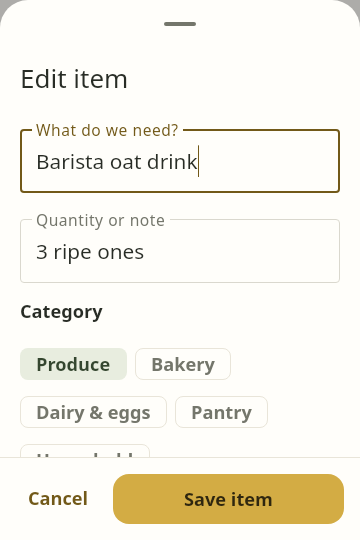 Edit item
What do we need?
Barista oat drink
Quantity or note
3 ripe ones
Category
Produce
Bakery
Dairy & eggs
Pantry
Cancel
Save item